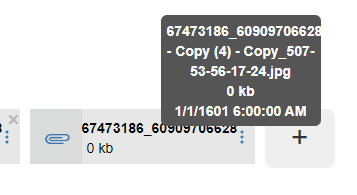 67473186_60909706628
- Copy (4) - Copy_507-
53-56-17-24.jpg
0 kb
1/1/1601 6:00:00 AM
67473186_60909706628
0 kb
+